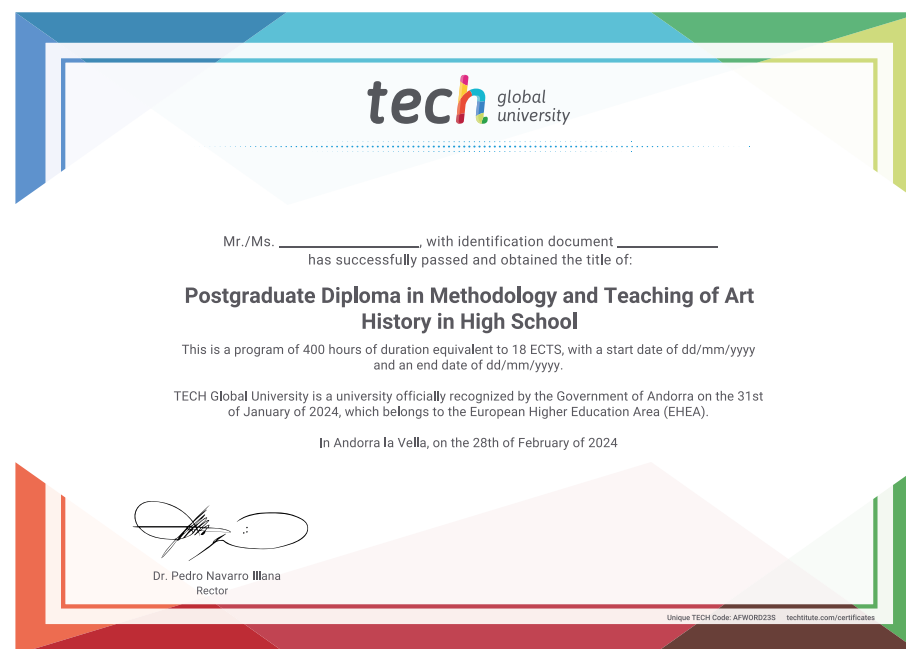 tech global university
Mr./Ms. ____________, with identification document ____________
has successfully passed and obtained the title of:
Postgraduate Diploma in Methodology and Teaching of Art
History in High School
This is a program of 400 hours of duration equivalent to 18 ECTS, with a start date of dd/mm/yyyy
and an end date of dd/mm/yyyy.
TECH Global University is a university officially recognized by the Government of Andorra on the 31st
of January of 2024, which belongs to the European Higher Education Area (EHEA).
In Andorra la Vella, on the 28th of February of 2024
Dr. Pedro Navarro Illana
Rector
Unique TECH Code: AFWORD23S techtitute.com/certificates